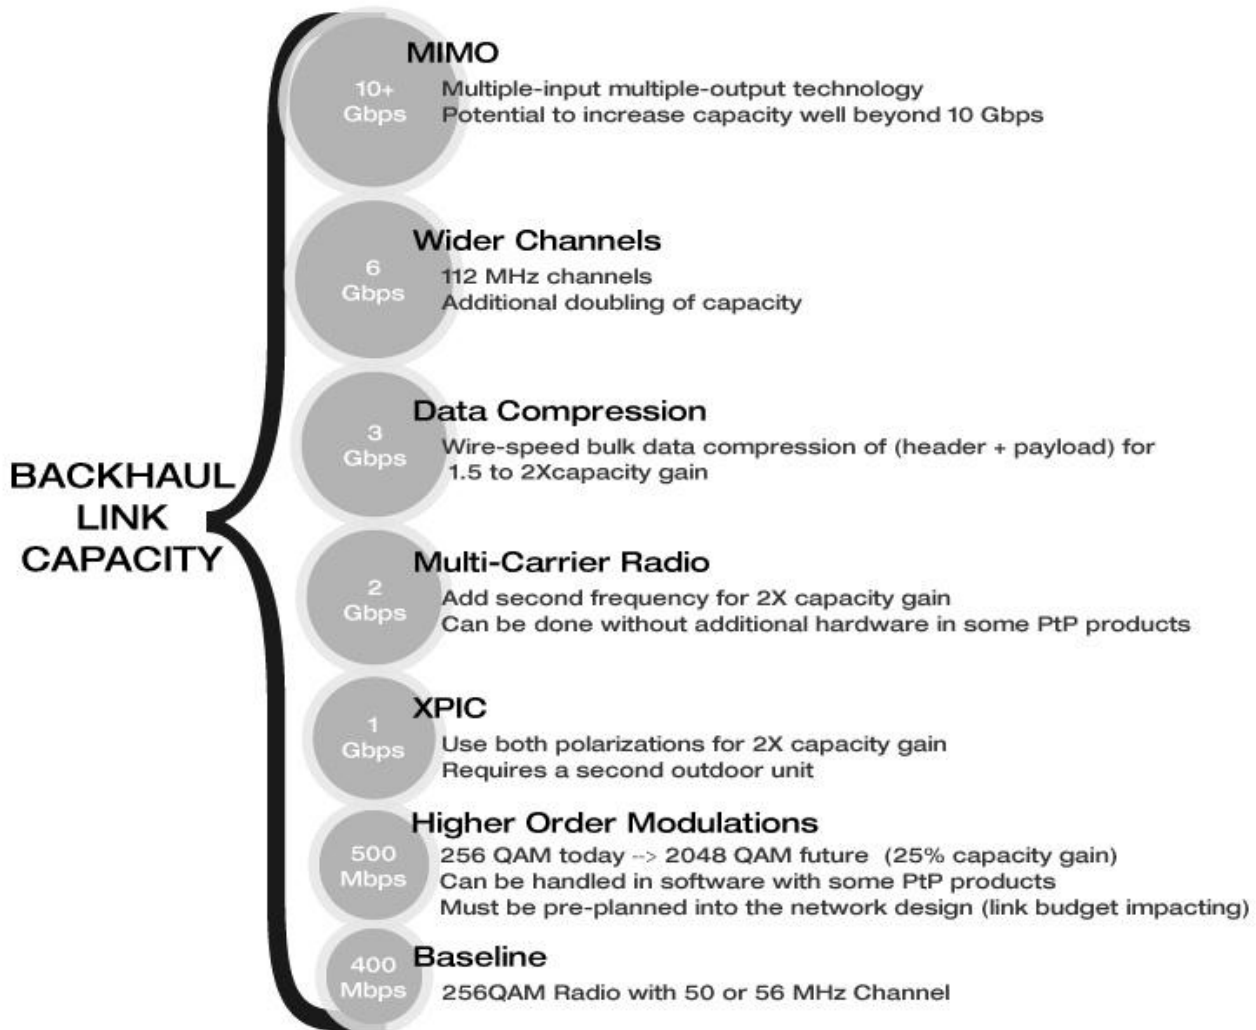 MIMO
10+
Gbps
Multiple-input multiple-output technology
Potential to increase capacity well beyond 10 Gbps
Wider Channels
6
Gbps
112 MHz channels
Additional doubling of capacity
Data Compression
3
Gbps
Wire-speed bulk data compression of (header + payload) for
1.5 to 2Xcapacity gain
BACKHAUL
LINK
CAPACITY
Multi-Carrier Radio
2
Gbps
Add second frequency for 2X capacity gain
Can be done without additional hardware in some PtP products
XPIC
1
Gbps
Use both polarizations for 2X capacity gain
Requires a second outdoor unit
Higher Order Modulations
500
Mbps
256 QAM today --> 2048 QAM future (25% capacity gain)
Can be handled in software with some PtP products
Must be pre-planned into the network design (link budget impacting)
Baseline
400
Mbps
256QAM Radio with 50 or 56 MHz Channel